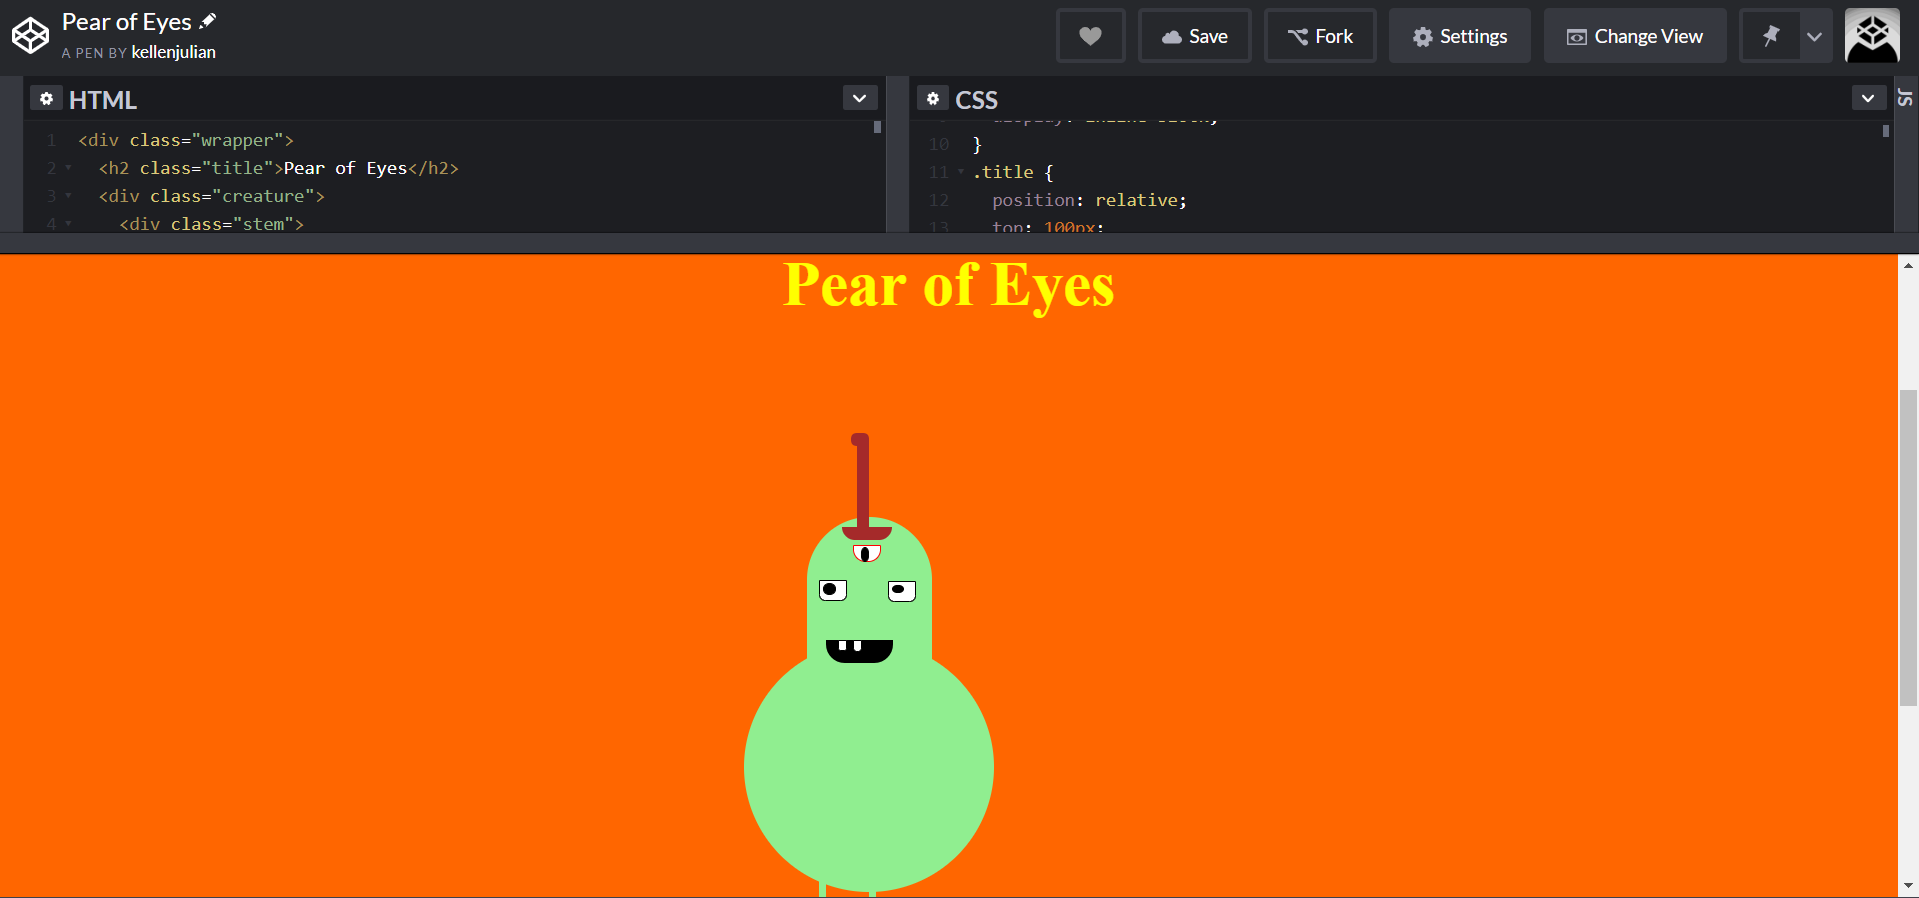 Pear of Eyes
A PEN BY kellenjulian
Save
Fork
Settings
Change View
HTML
1 <div class="wrapper">
2 <h2 class="title">Pear of Eyes</h2>
3 <div class="creature">
4 <div class="stem">
CSS
10 }
11 .title {
12 position: relative;
13 top: 100px;
JS
Pear of Eyes